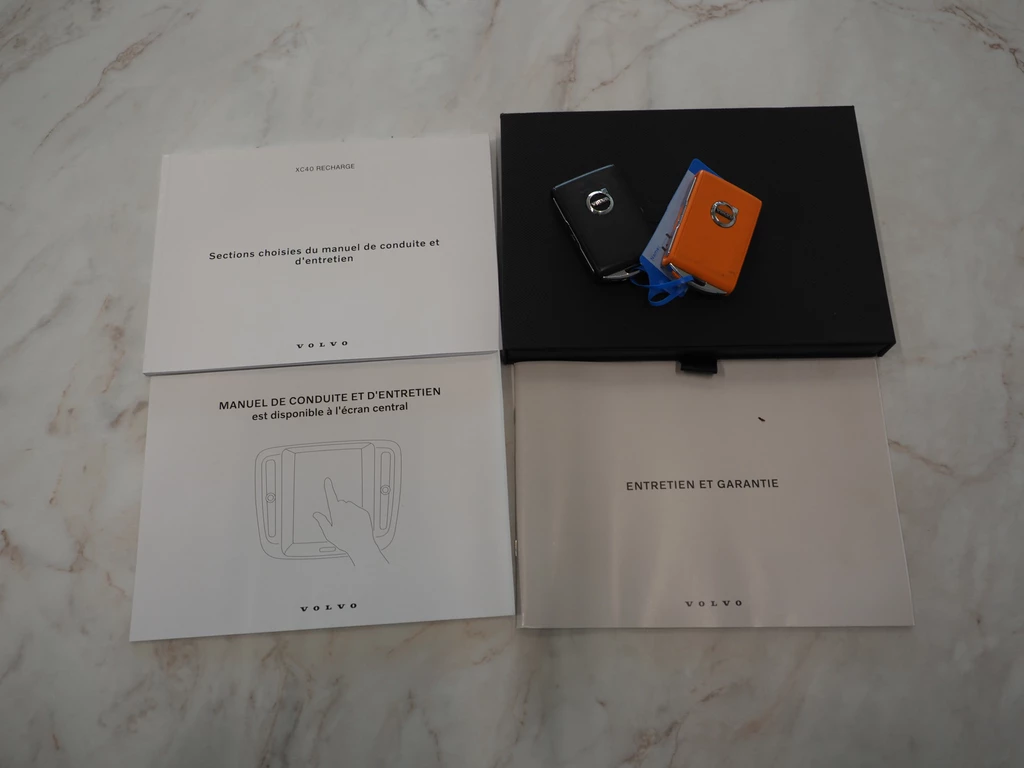 XC40 RECHARGE
Sections choisies du manuel de conduite et
d'entretien
VOLVO
MANUEL DE CONDUITE ET D'ENTRETIEN
est disponible à l'écran central
VOLVO
ENTRETIEN ET GARANTIE
VOLVO